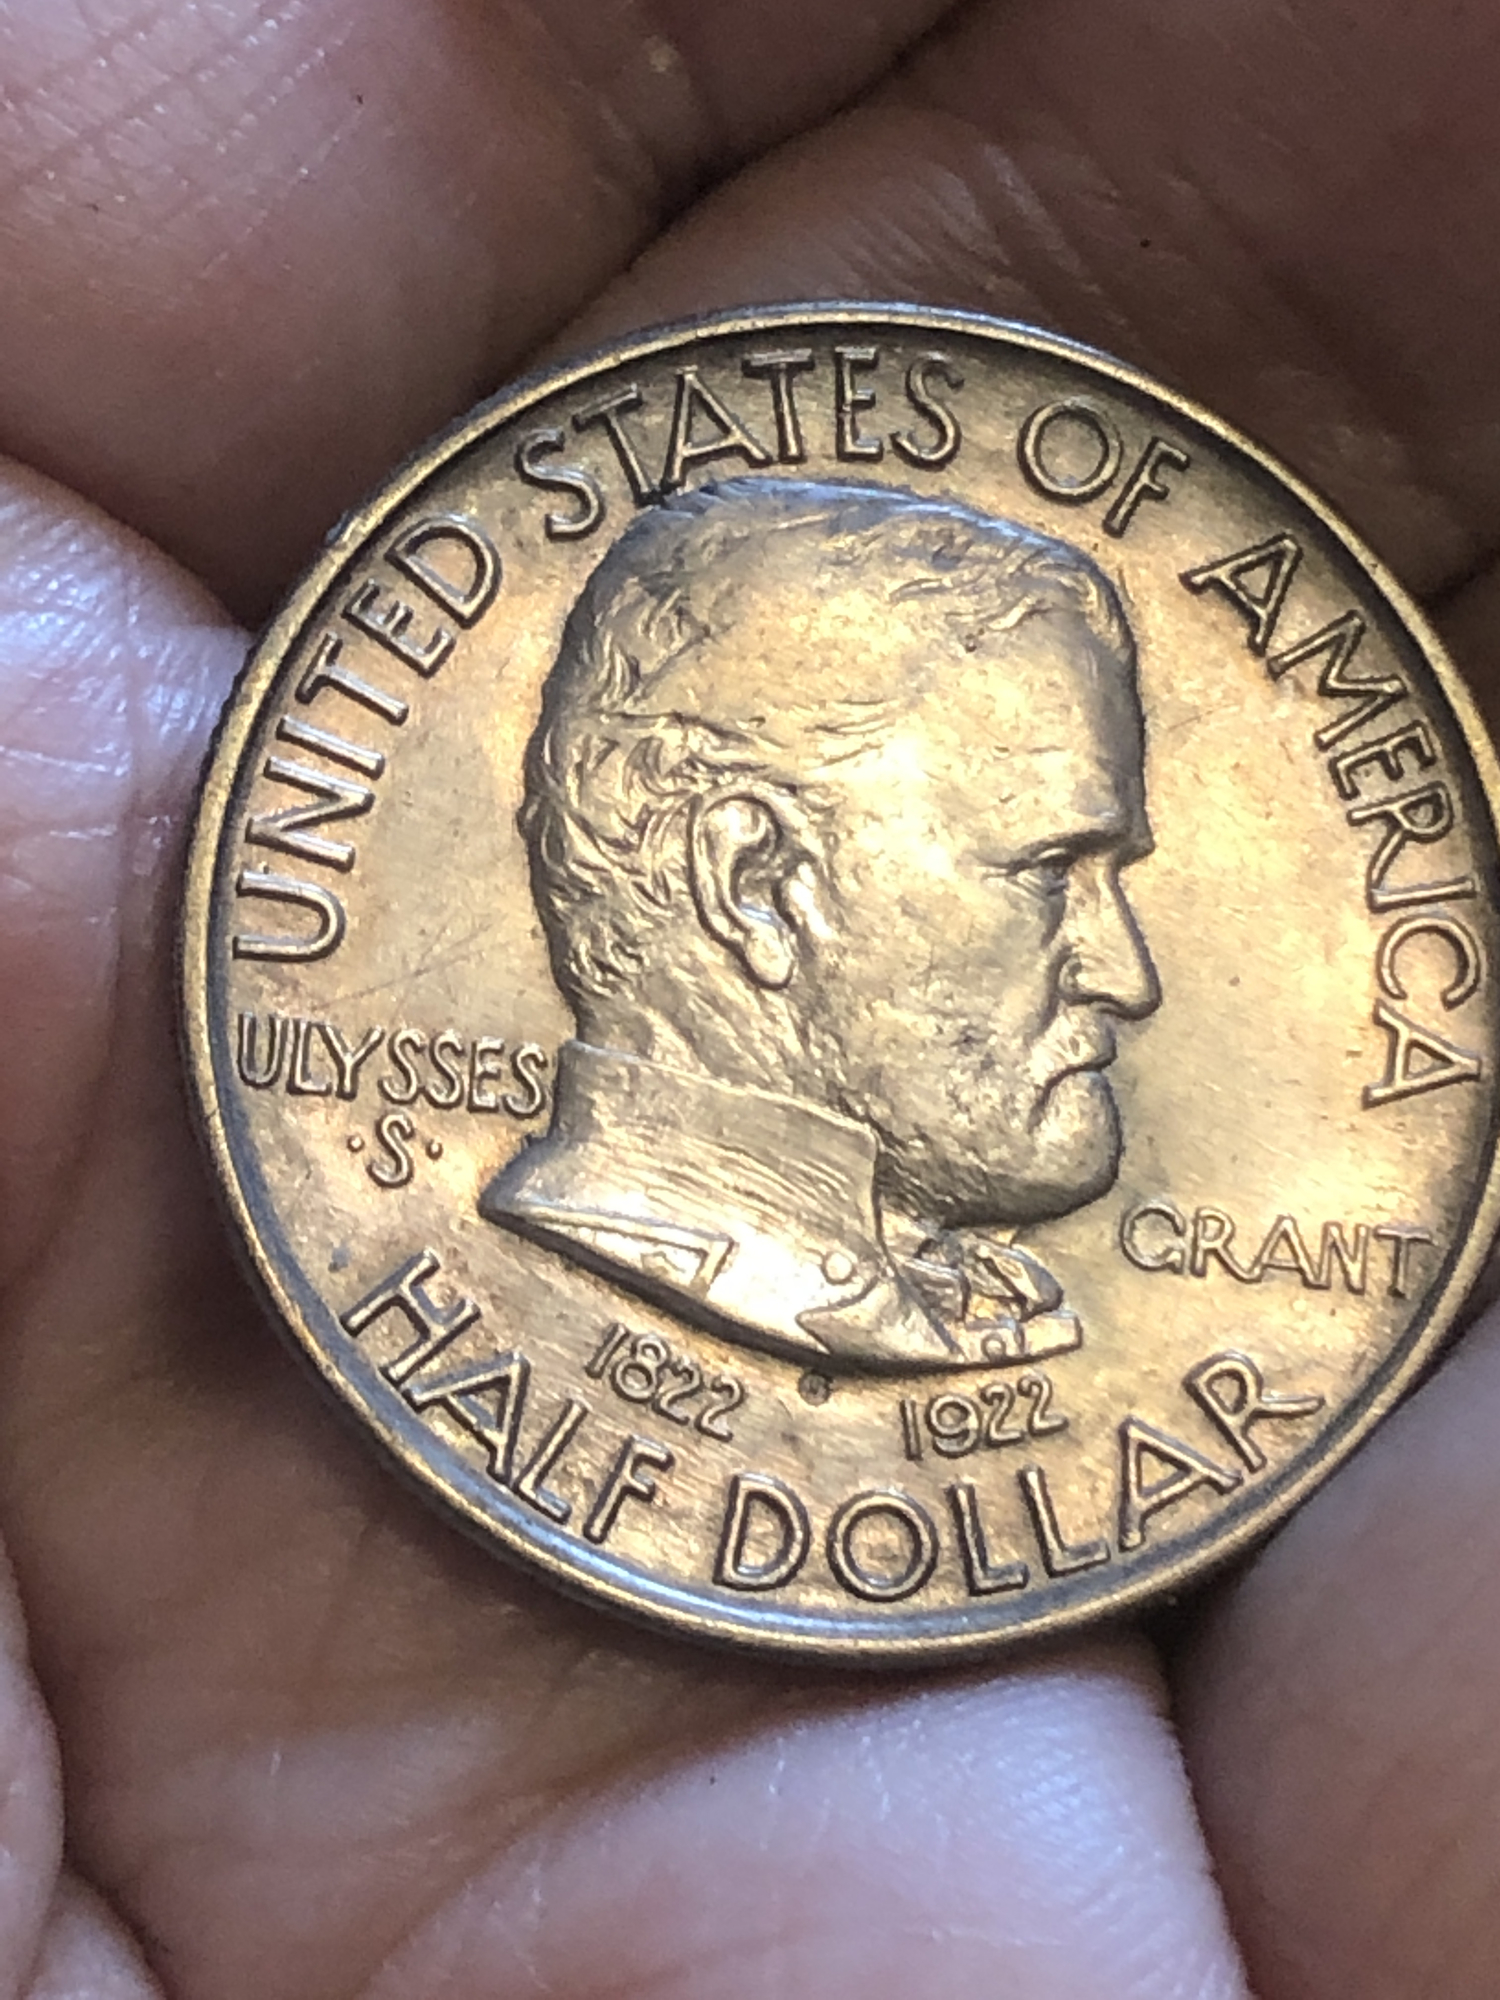 UNITED STATES OF AMERICA
ULYSSES
·S·
GRANT
1822 1922
G
HALF DOLLAR